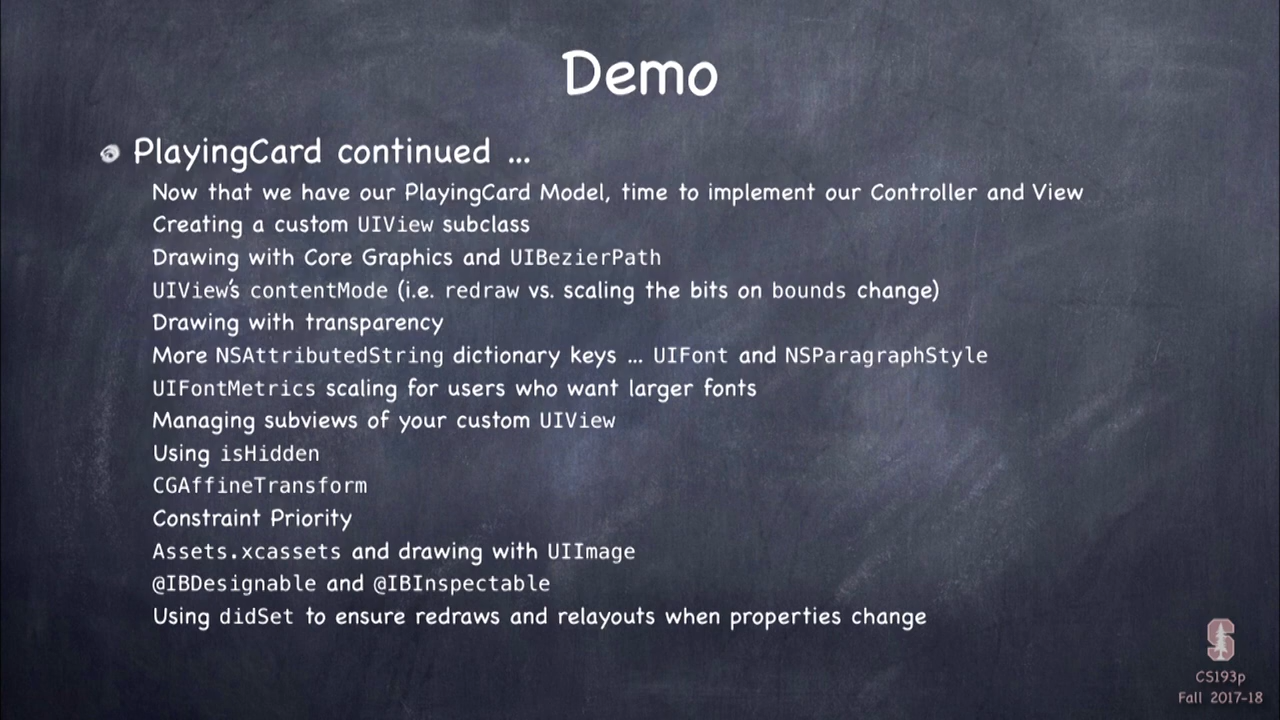 Demo
PlayingCard continued ...
Now that we have our PlayingCard Model, time to implement our Controller and View
Creating a custom UIView subclass
Drawing with Core Graphics and UIBezierPath
UIView's contentMode (i.e. redraw vs. scaling the bits on bounds change)
Drawing with transparency
More NSAttributedString dictionary keys ... UIFont and NSParagraphStyle
UIFontMetrics scaling for users who want larger fonts
Managing subviews of your custom UIView
Using isHidden
CGAffineTransform
Constraint Priority
Assets.xcassets and drawing with UIImage
@IBDesignable and @IBInspectable
Using didSet to ensure redraws and relayouts when properties change
S
CS193p
Fall 2017-18